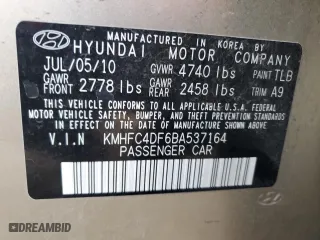 MANUFACTURED IN KOREA BY
HYUNDAI MOTOR COMPANY
JUL/05/10 GVWR 4740 lbs PAINT TLB
GAWR FRONT 2778 lbs GAWR REAR 2458 lbs TRIM A9
THIS VEHICLE CONFORMS TO ALL APPLICABLE FEDERAL
MOTOR VEHICLE SAFETY, BUMPER, AND THEFT PREVENTION
STANDARDS IN EFFECT ON THE DATE OF MANUFACTURE
SHOWN ABOVE.
V.I.N KMHFC4DF6BA537164
PASSENGER CAR